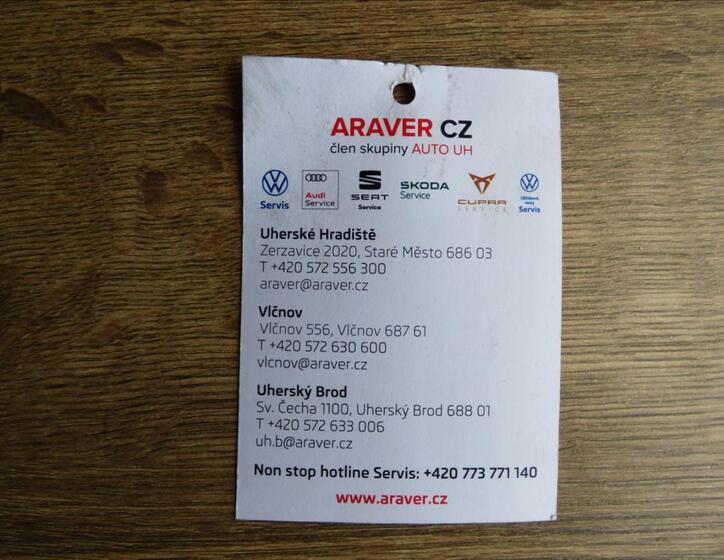 ARAVER CZ
člen skupiny AUTO UH
Servis
Audi Service
SEAT Service
ŠKODA Service
CUPRA SERVICE
Užitkové vozy Servis
Uherské Hradiště
Zerzavice 2020, Staré Město 686 03
T +420 572 556 300
araver@araver.cz
Vlčnov
Vlčnov 556, Vlčnov 687 61
T +420 572 630 600
vlcnov@araver.cz
Uherský Brod
Sv. Čecha 1100, Uherský Brod 688 01
T +420 572 633 006
uh.b@araver.cz
Non stop hotline Servis: +420 773 771 140
www.araver.cz